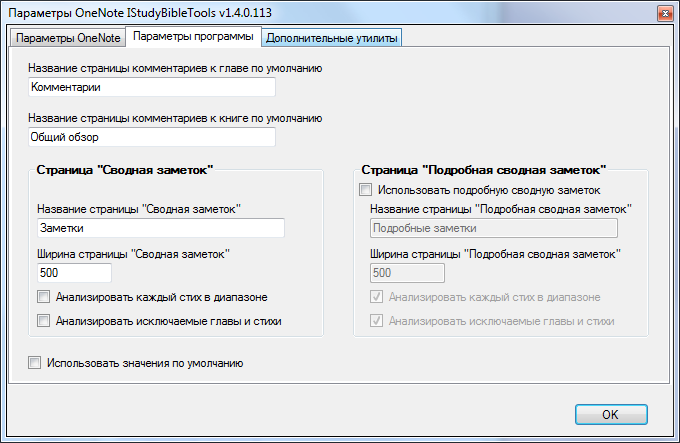 Параметры OneNote IStudyBibleTools v1.4.0.113
Параметры OneNote Параметры программы Дополнительные утилиты
Название страницы комментариев к главе по умолчанию
Комментарии
Название страницы комментариев к книге по умолчанию
Общий обзор
Страница "Сводная заметок"
Название страницы "Сводная заметок"
Заметки
Ширина страницы "Сводная заметок"
500
Анализировать каждый стих в диапазоне
Анализировать исключаемые главы и стихи
Страница "Подробная сводная заметок"
Использовать подробную сводную заметок
Название страницы "Подробная сводная заметок"
Подробные заметки
Ширина страницы "Подробная сводная заметок"
500
Анализировать каждый стих в диапазоне
Анализировать исключаемые главы и стихи
Использовать значения по умолчанию
OK